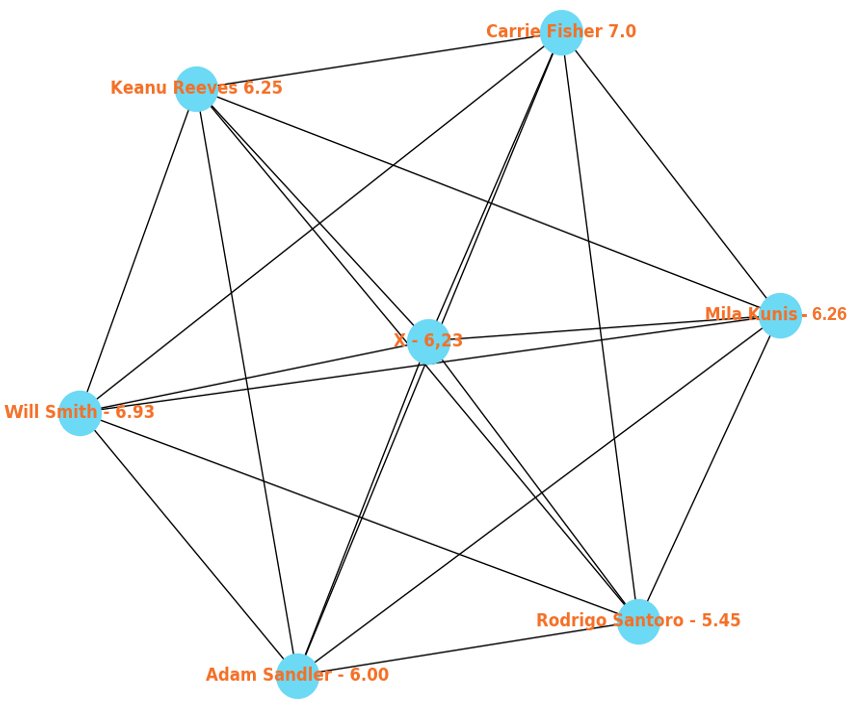 Carrie Fisher 7.0
Keanu Reeves 6.25
Mila Kunis - 6.26
X - 6,23
Will Smith - 6.93
Rodrigo Santoro - 5.45
Adam Sandler - 6.00